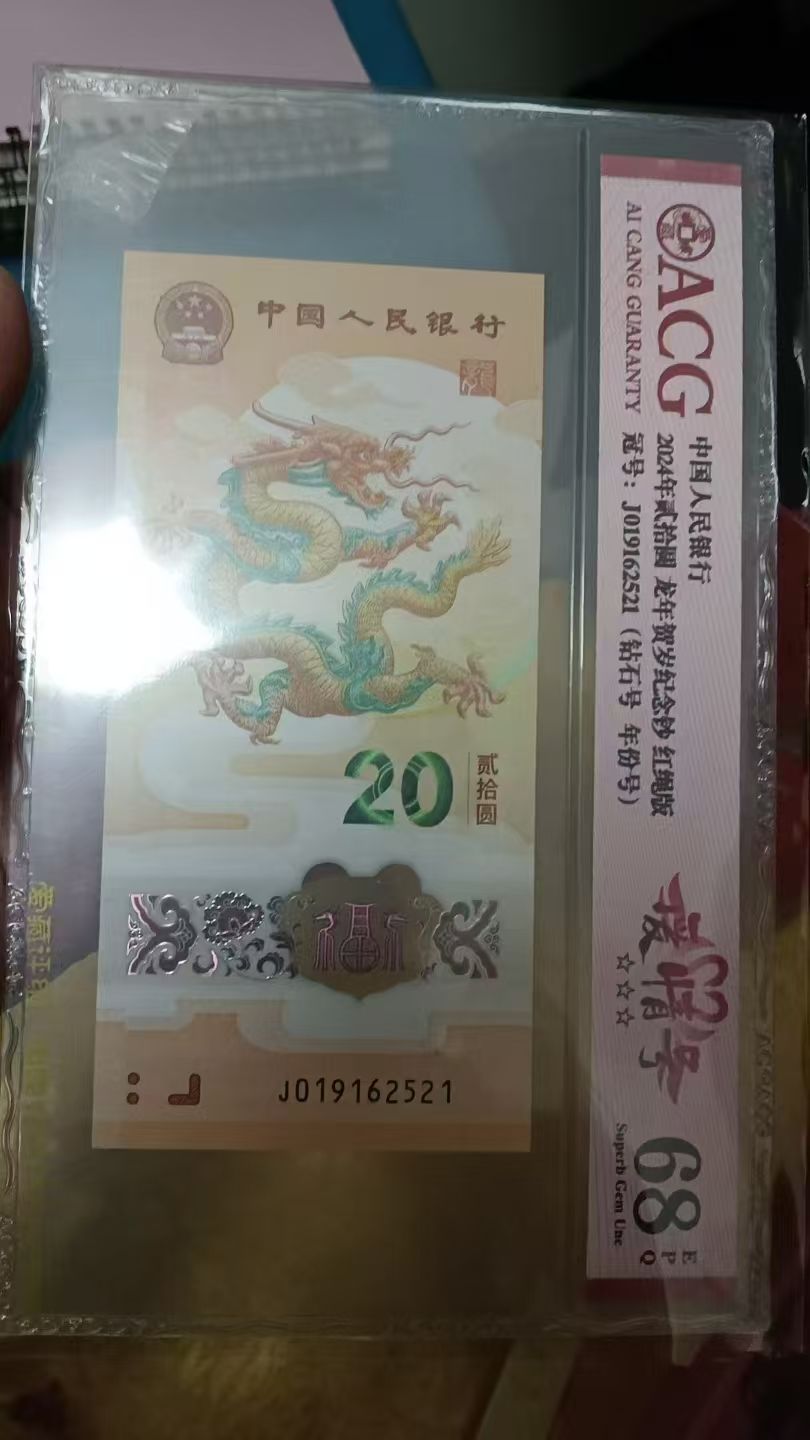 中国人民银行
20
贰拾圆
J019162521
ACG
AI CANG GUARANTY
中国人民银行
2024年贰拾圆 龙年贺岁纪念钞 红绳版
冠号：J019162521（钻石号 年份号）
爱情号
☆☆☆
68
EPQ
Superb Gem Unc